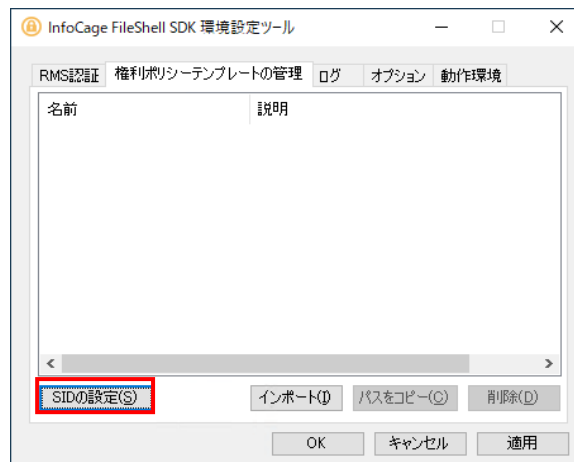 InfoCage FileShell SDK 環境設定ツール
RMS認証 権利ポリシーテンプレートの管理 ログ オプション 動作環境
名前 説明
SIDの設定(S) インポート(I) パスをコピー(C) 削除(D)
OK キャンセル 適用